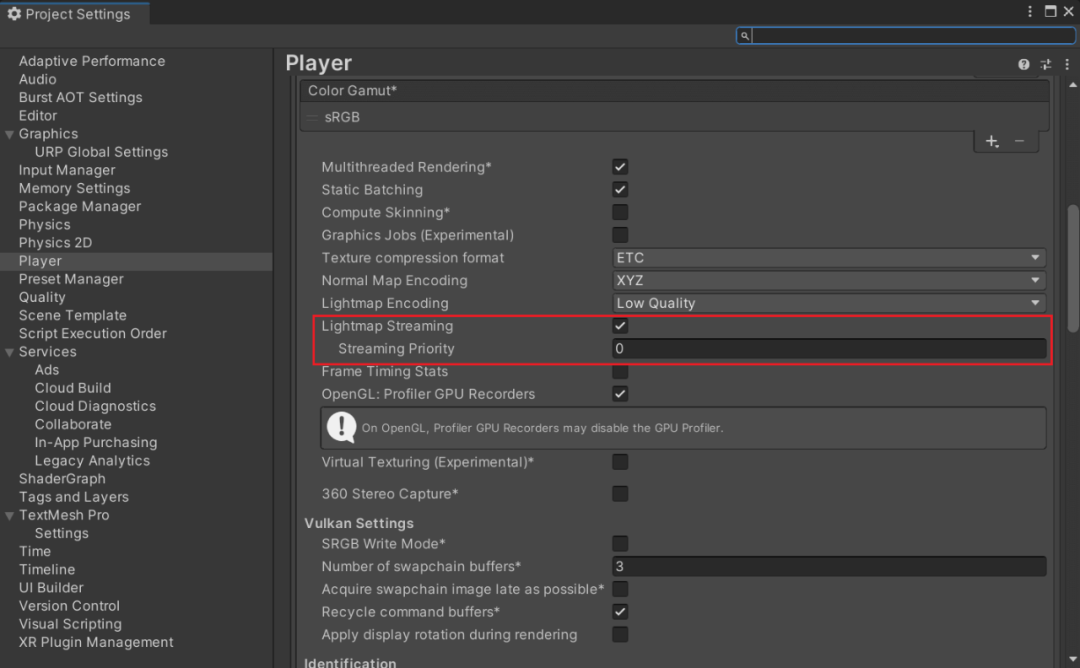 Project Settings
Adaptive Performance
Audio
Burst AOT Settings
Editor
Graphics
URP Global Settings
Input Manager
Memory Settings
Package Manager
Physics
Physics 2D
Player
Preset Manager
Quality
Scene Template
Script Execution Order
Services
Ads
Cloud Build
Cloud Diagnostics
Collaborate
In-App Purchasing
Legacy Analytics
ShaderGraph
Tags and Layers
TextMesh Pro
Settings
Time
Timeline
UI Builder
Version Control
Visual Scripting
XR Plugin Management
Player
Color Gamut*
sRGB
Multithreaded Rendering*
Static Batching
Compute Skinning*
Graphics Jobs (Experimental)
Texture compression format ETC
Normal Map Encoding XYZ
Lightmap Encoding Low Quality
Lightmap Streaming
Streaming Priority 0
Frame Timing Stats
OpenGL: Profiler GPU Recorders
On OpenGL, Profiler GPU Recorders may disable the GPU Profiler.
Virtual Texturing (Experimental)*
360 Stereo Capture*
Vulkan Settings
SRGB Write Mode*
Number of swapchain buffers* 3
Acquire swapchain image late as possible*
Recycle command buffers*
Apply display rotation during rendering
Identification